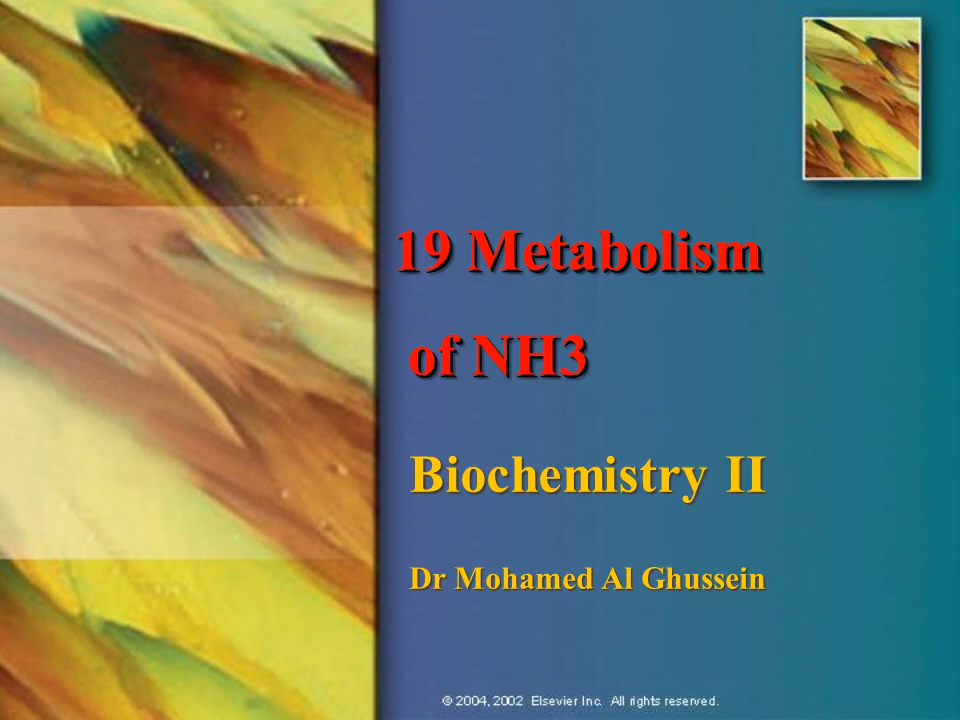 19 Metabolism
of NH3
Biochemistry II
Dr Mohamed Al Ghussein
© 2004, 2002 Elsevier Inc. All rights reserved.